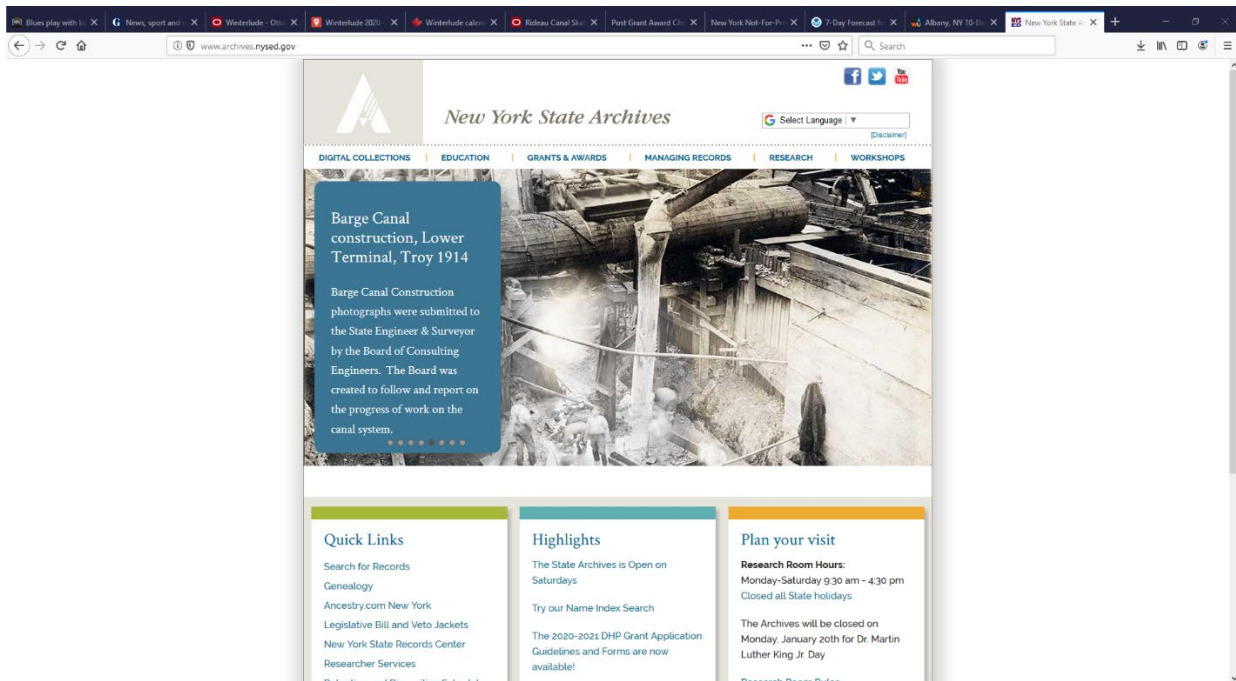 Blues play with
News, sport and
Winterlude - Otta
Winterlude 2020
Winterlude calen
Rideau Canal Skat
Post Grant Award Che
New York Not-For-Pro
7-Day Forecast fo
Albany, NY 10-Da
New York State A
www.archives.nysed.gov
Search
New York State Archives
Select Language
[Disclaimer]
DIGITAL COLLECTIONS | EDUCATION | GRANTS & AWARDS | MANAGING RECORDS | RESEARCH | WORKSHOPS
Barge Canal
construction, Lower
Terminal, Troy 1914
Barge Canal Construction
photographs were submitted to
the State Engineer & Surveyor
by the Board of Consulting
Engineers. The Board was
created to follow and report on
the progress of work on the
canal system.
Quick Links
Search for Records
Genealogy
Ancestry.com New York
Legislative Bill and Veto Jackets
New York State Records Center
Researcher Services
Highlights
The State Archives is Open on
Saturdays
Try our Name Index Search
The 2020-2021 DHP Grant Application
Guidelines and Forms are now
available!
Plan your visit
Research Room Hours:
Monday-Saturday 9:30 am - 4:30 pm
Closed all State holidays
The Archives will be closed on
Monday, January 20th for Dr. Martin
Luther King Jr. Day